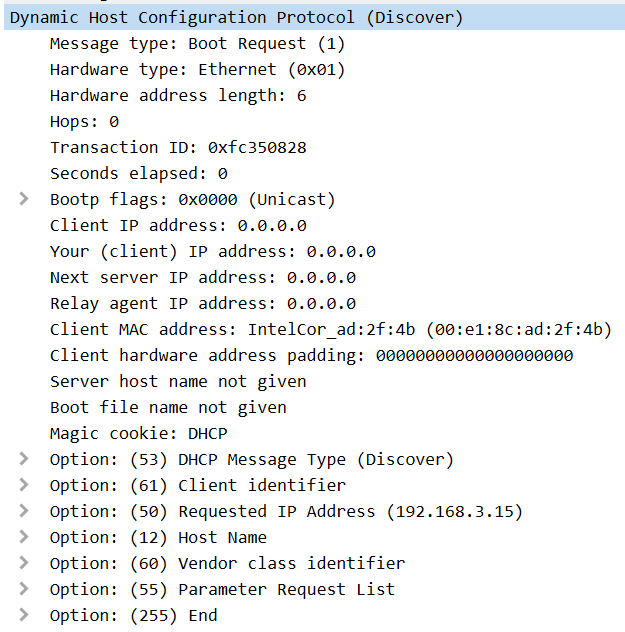 Dynamic Host Configuration Protocol (Discover)
Message type: Boot Request (1)
Hardware type: Ethernet (0x01)
Hardware address length: 6
Hops: 0
Transaction ID: 0xfc350828
Seconds elapsed: 0
Bootp flags: 0x0000 (Unicast)
Client IP address: 0.0.0.0
Your (client) IP address: 0.0.0.0
Next server IP address: 0.0.0.0
Relay agent IP address: 0.0.0.0
Client MAC address: IntelCor_ad:2f:4b (00:e1:8c:ad:2f:4b)
Client hardware address padding: 00000000000000000000
Server host name not given
Boot file name not given
Magic cookie: DHCP
Option: (53) DHCP Message Type (Discover)
Option: (61) Client identifier
Option: (50) Requested IP Address (192.168.3.15)
Option: (12) Host Name
Option: (60) Vendor class identifier
Option: (55) Parameter Request List
Option: (255) End